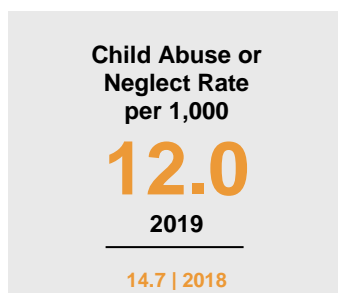 Child Abuse or
Neglect Rate
per 1,000
12.0
2019
14.7 | 2018